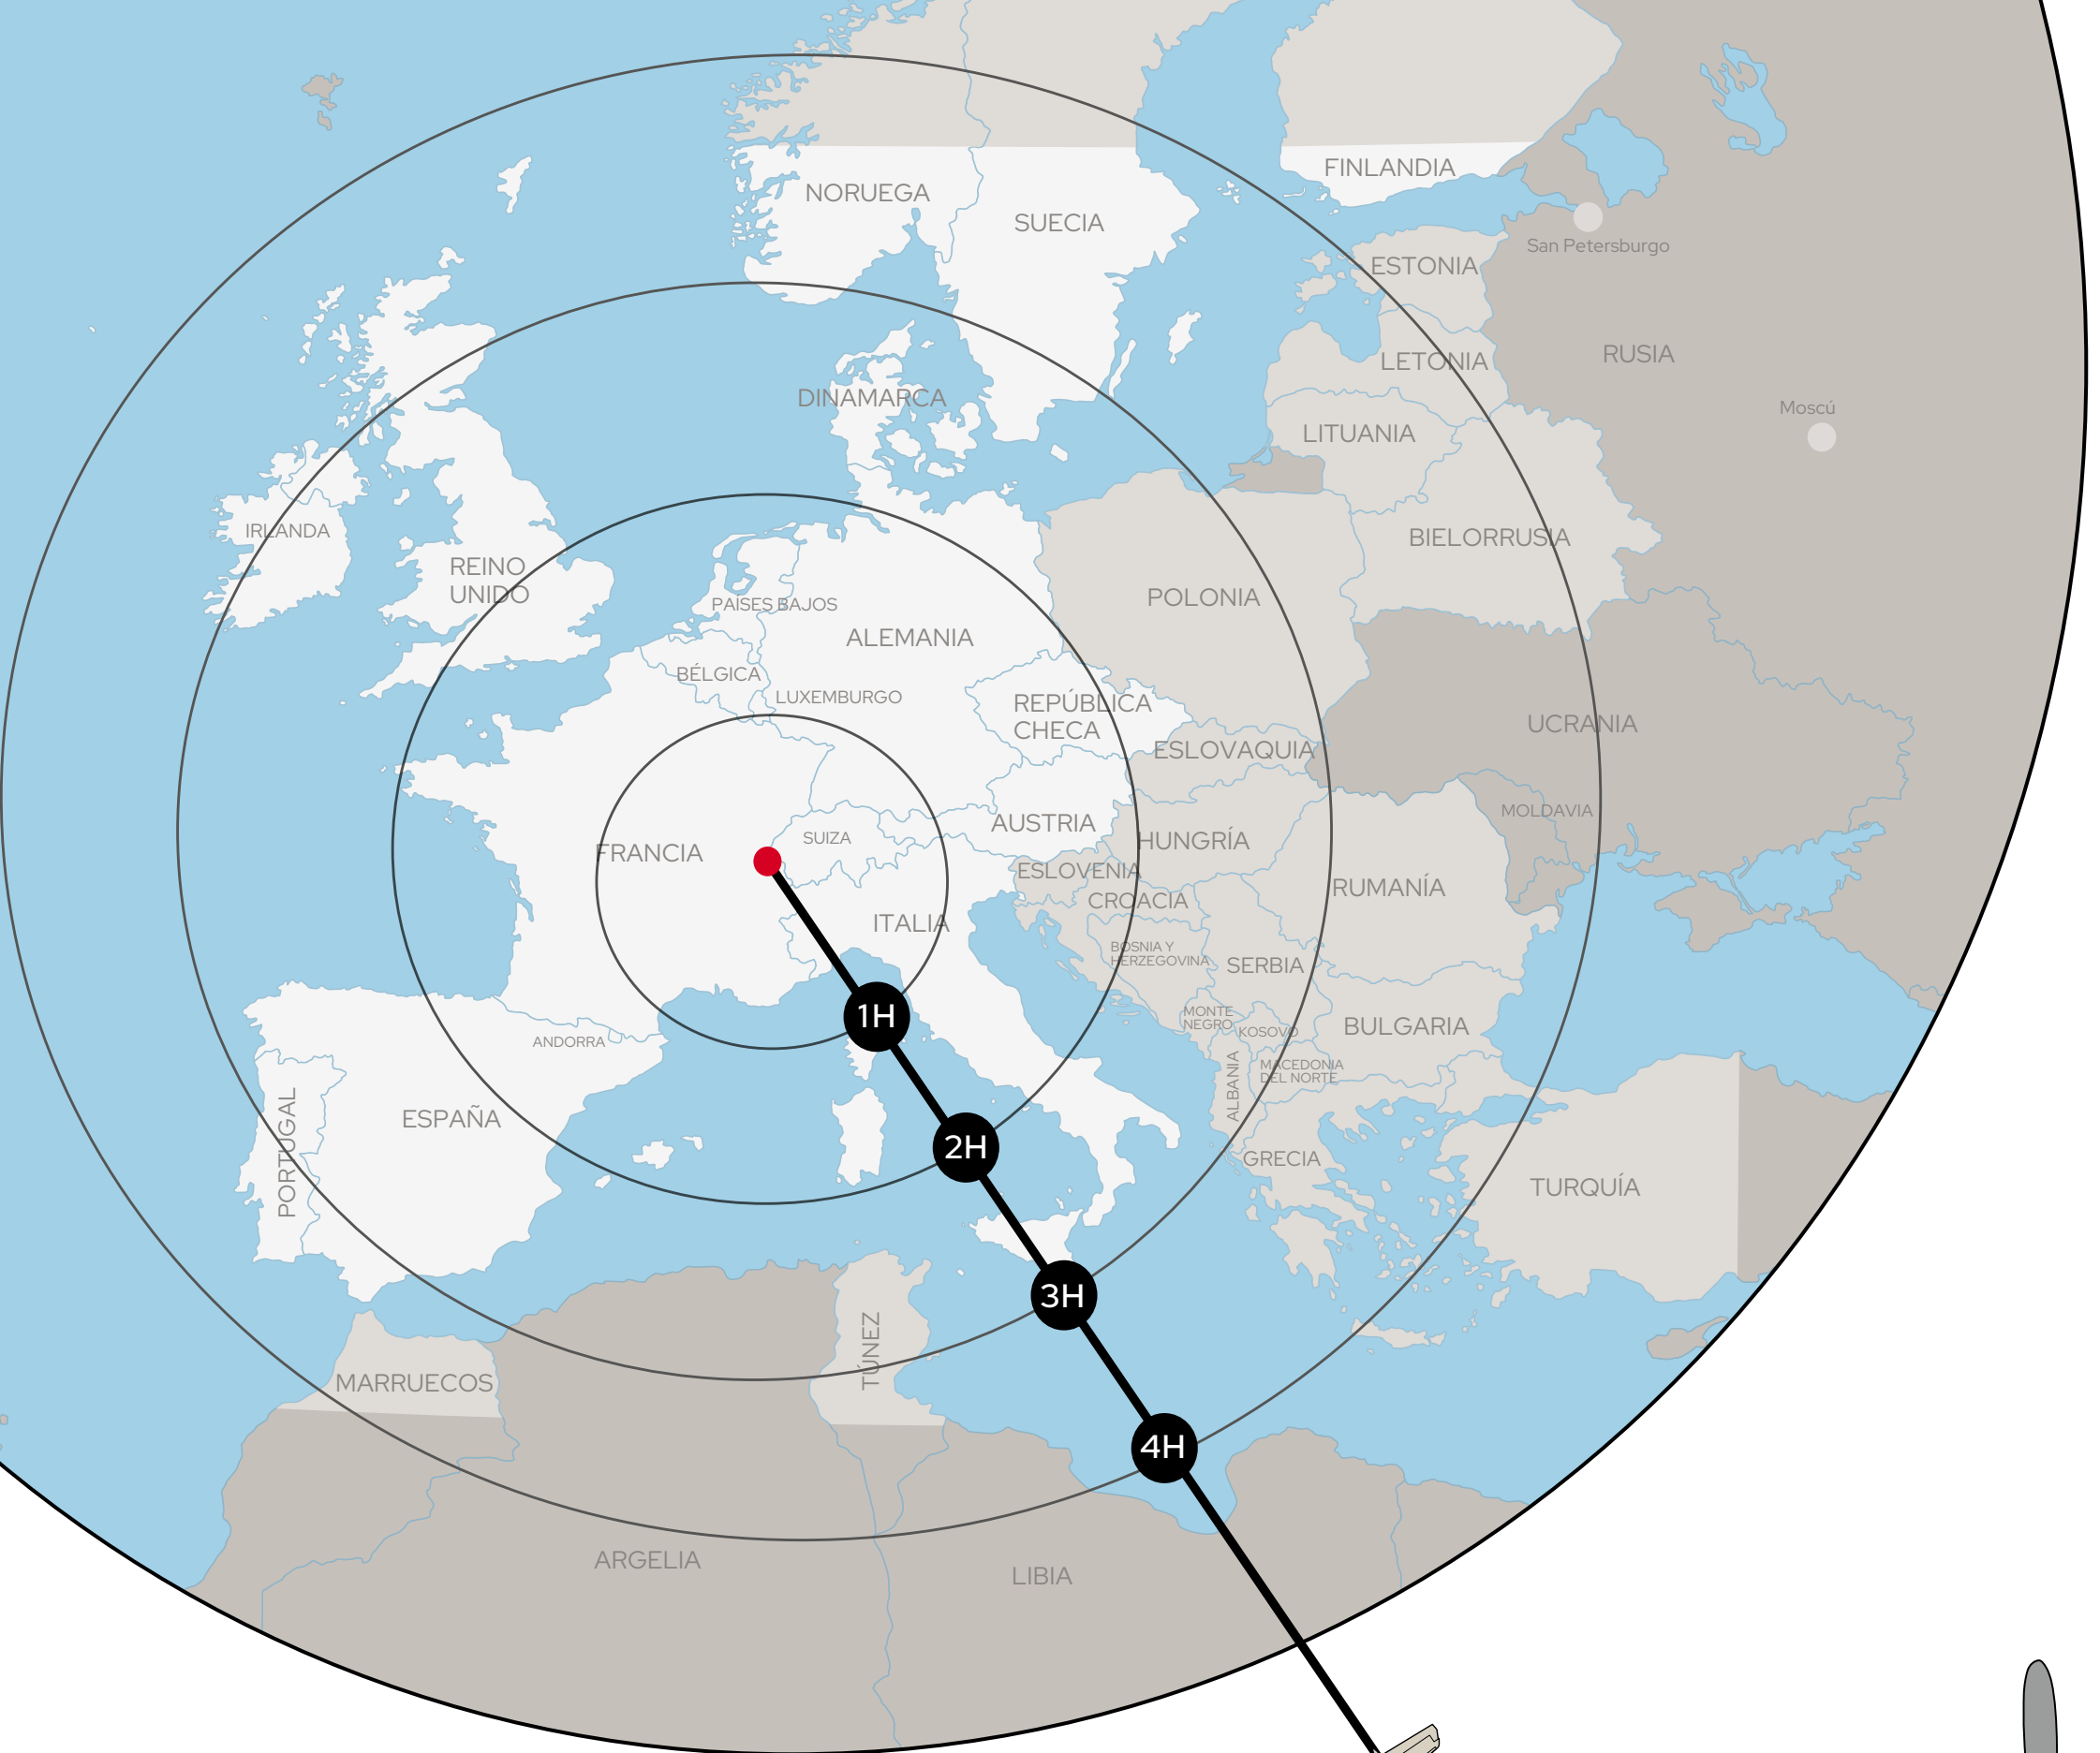 FINLANDIA
NORUEGA
SUECIA
San Petersburgo
ESTONIA
RUSIA
LETONIA
DINAMARCA
Moscú
LITUANIA
IRLANDA
BIELORRUSIA
REINO
UNIDO
POLONIA
PAÍSES BAJOS
ALEMANIA
BÉLGICA
LUXEMBURGO
REPÚBLICA
CHECA
UCRANIA
ESLOVAQUIA
MOLDAVIA
AUSTRIA
SUIZA
HUNGRÍA
FRANCIA
ESLOVENIA
RUMANÍA
CROACIA
ITALIA
BOSNIA Y
HERZEGOVINA
SERBIA
MONTE
NEGRO
KOSOVO
BULGARIA
1H
ANDORRA
MACEDONIA
DEL NORTE
ALBANIA
ESPAÑA
PORTUGAL
2H
GRECIA
TURQUÍA
3H
TÚNEZ
MARRUECOS
4H
ARGELIA
LIBIA